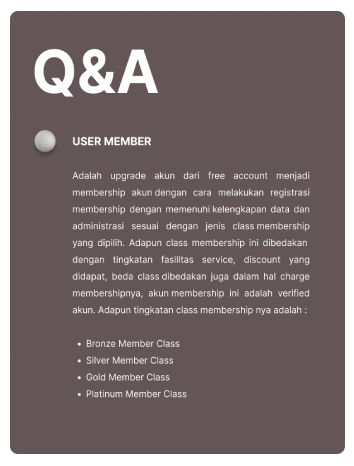 Q&A
USER MEMBER
Adalah upgrade akun dari free account menjadi
membership akun dengan cara melakukan registrasi
membership dengan memenuhi kelengkapan data dan
administrasi sesuai dengan jenis class membership
yang dipilih. Adapun class membership ini dibedakan
dengan tingkatan fasilitas service, discount yang
didapat, beda class dibedakan juga dalam hal charge
membershipnya, akun membership ini adalah verified
akun. Adapun tingkatan class membership nya adalah :
• Bronze Member Class
• Silver Member Class
• Gold Member Class
• Platinum Member Class